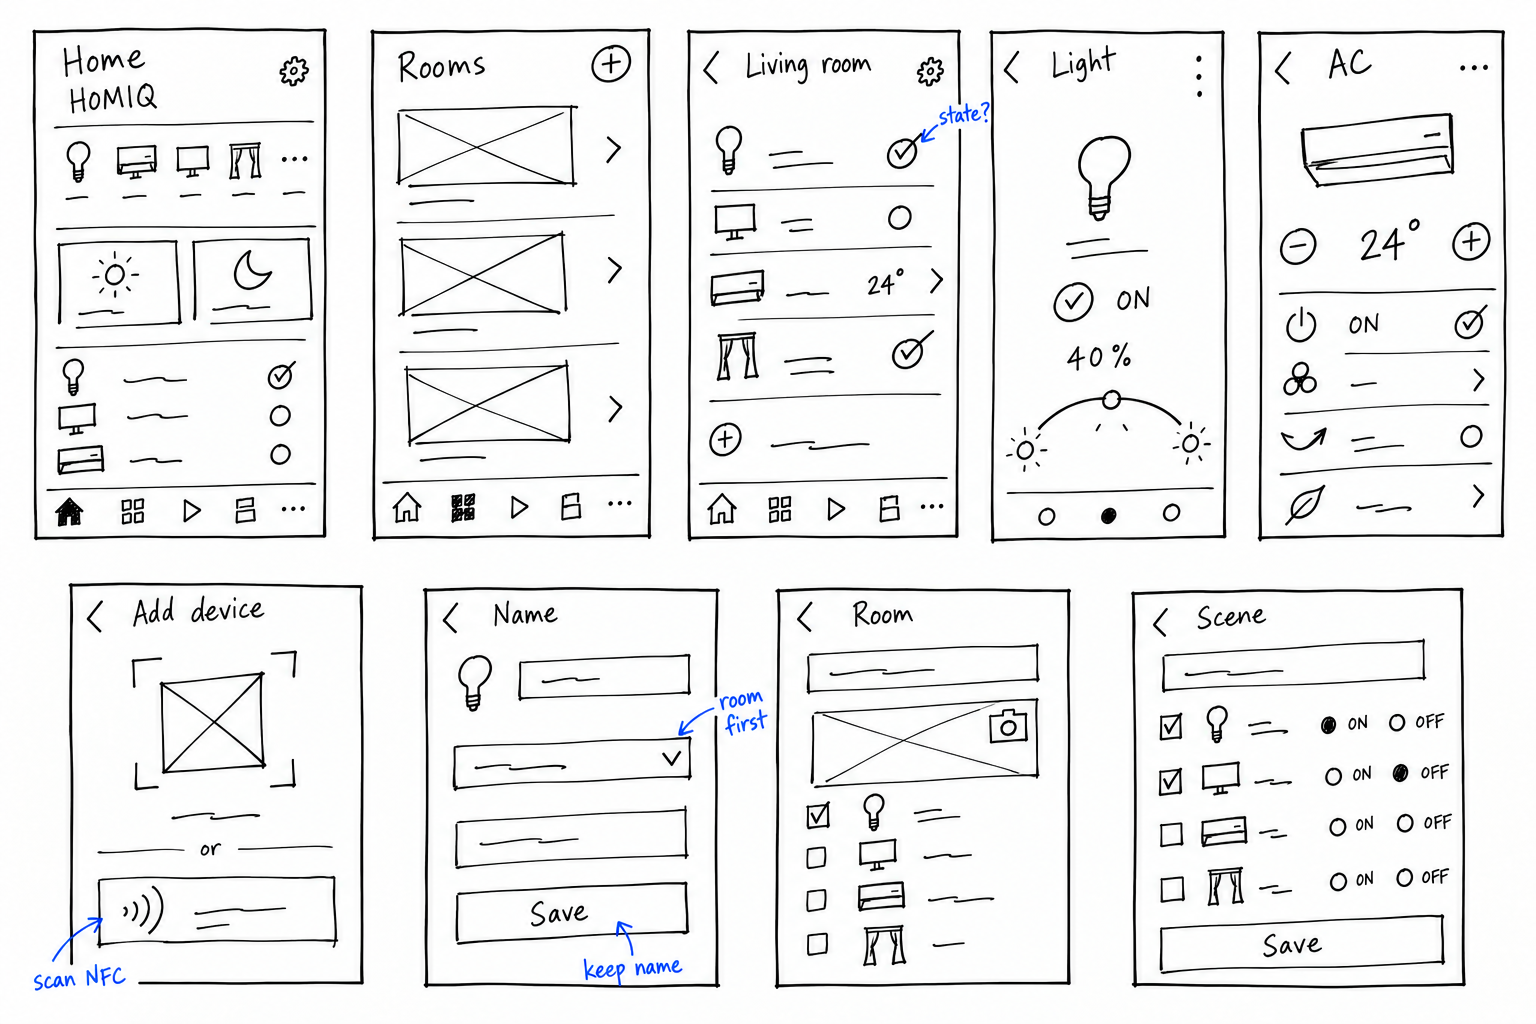 Home
HOMIQ
Rooms
Living room
state?
24°
Light
ON
40%
AC
24°
ON
Add device
or
scan NFC
Name
room
first
Save
keep name
Room
Scene
ON OFF
ON OFF
ON OFF
ON OFF
Save